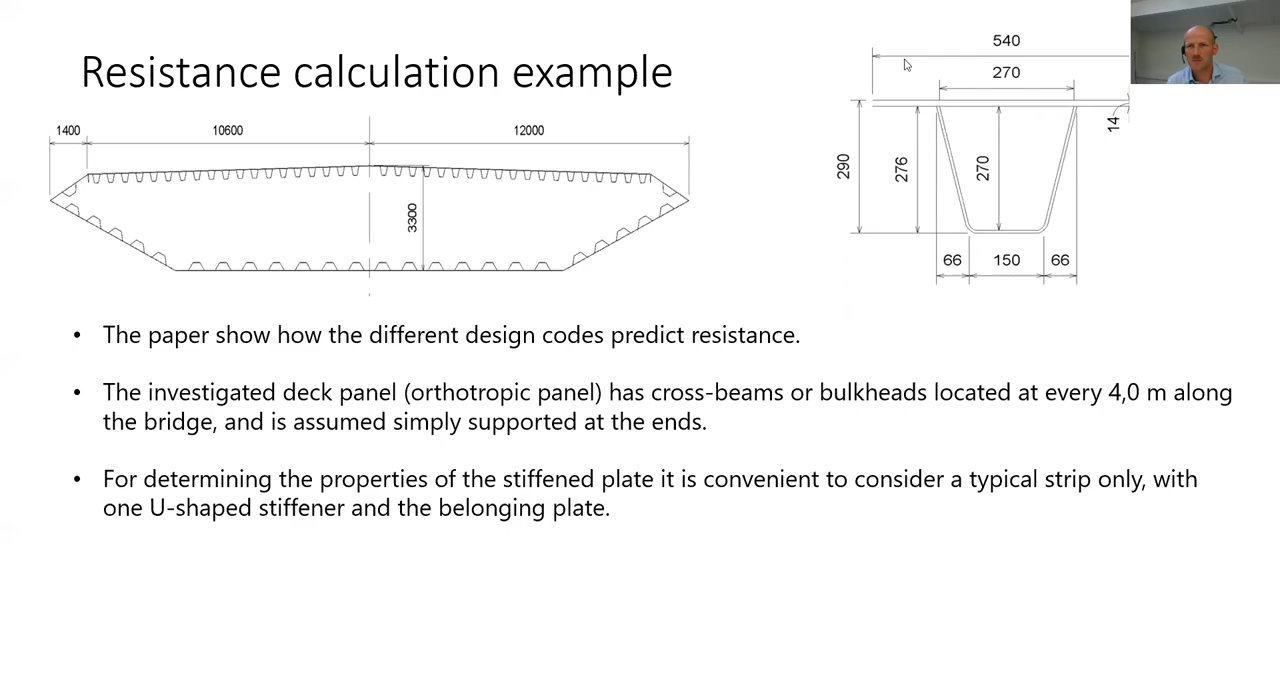 Resistance calculation example
1400
10600
12000
3300
540
270
14
290
276
270
66
150
66
• The paper show how the different design codes predict resistance.
• The investigated deck panel (orthotropic panel) has cross-beams or bulkheads located at every 4,0 m along
the bridge, and is assumed simply supported at the ends.
• For determining the properties of the stiffened plate it is convenient to consider a typical strip only, with
one U-shaped stiffener and the belonging plate.